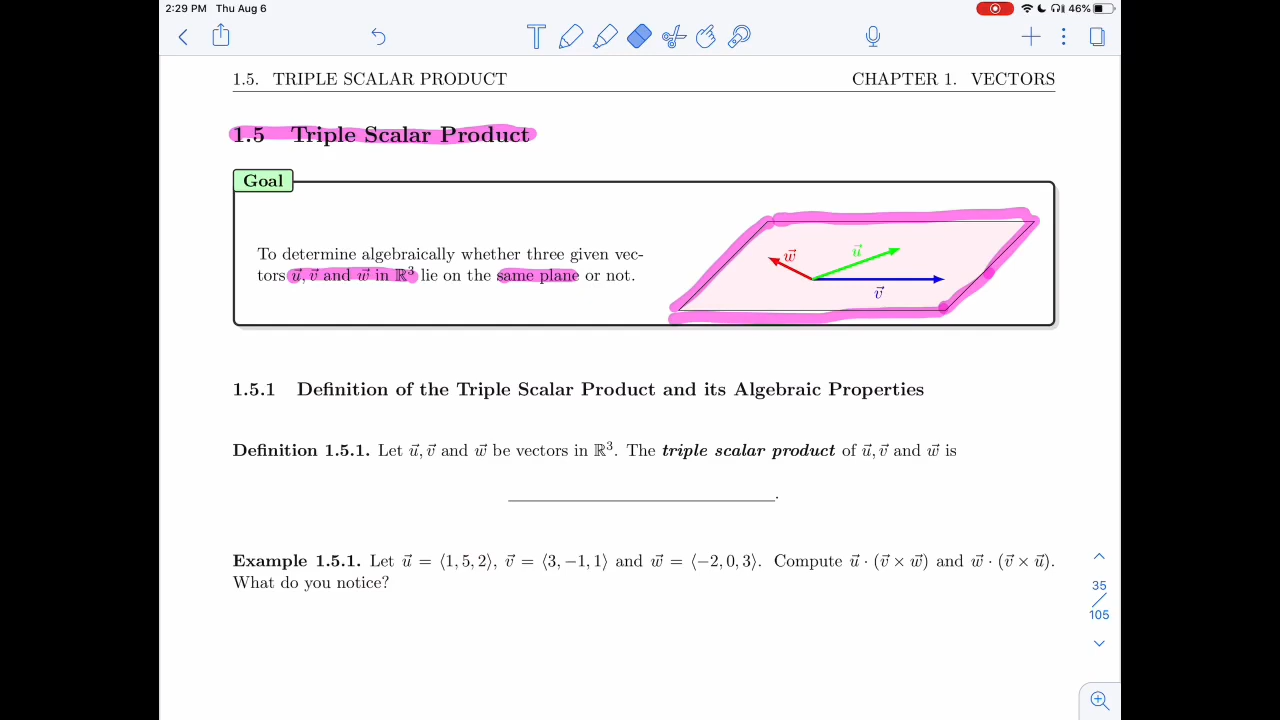 2:29 PM Thu Aug 6
46%
1.5. TRIPLE SCALAR PRODUCT CHAPTER 1. VECTORS
1.5 Triple Scalar Product
Goal
To determine algebraically whether three given vec-
tors u⃗, v⃗ and w⃗ in ℝ³ lie on the same plane or not.
w⃗
u⃗
v⃗
1.5.1 Definition of the Triple Scalar Product and its Algebraic Properties
Definition 1.5.1. Let u⃗, v⃗ and w⃗ be vectors in ℝ³. The triple scalar product of u⃗, v⃗ and w⃗ is
.
Example 1.5.1. Let u⃗ = ⟨1, 5, 2⟩, v⃗ = ⟨3, −1, 1⟩ and w⃗ = ⟨−2, 0, 3⟩. Compute u⃗ · (v⃗ × w⃗) and w⃗ · (v⃗ × u⃗).
What do you notice?
35
105